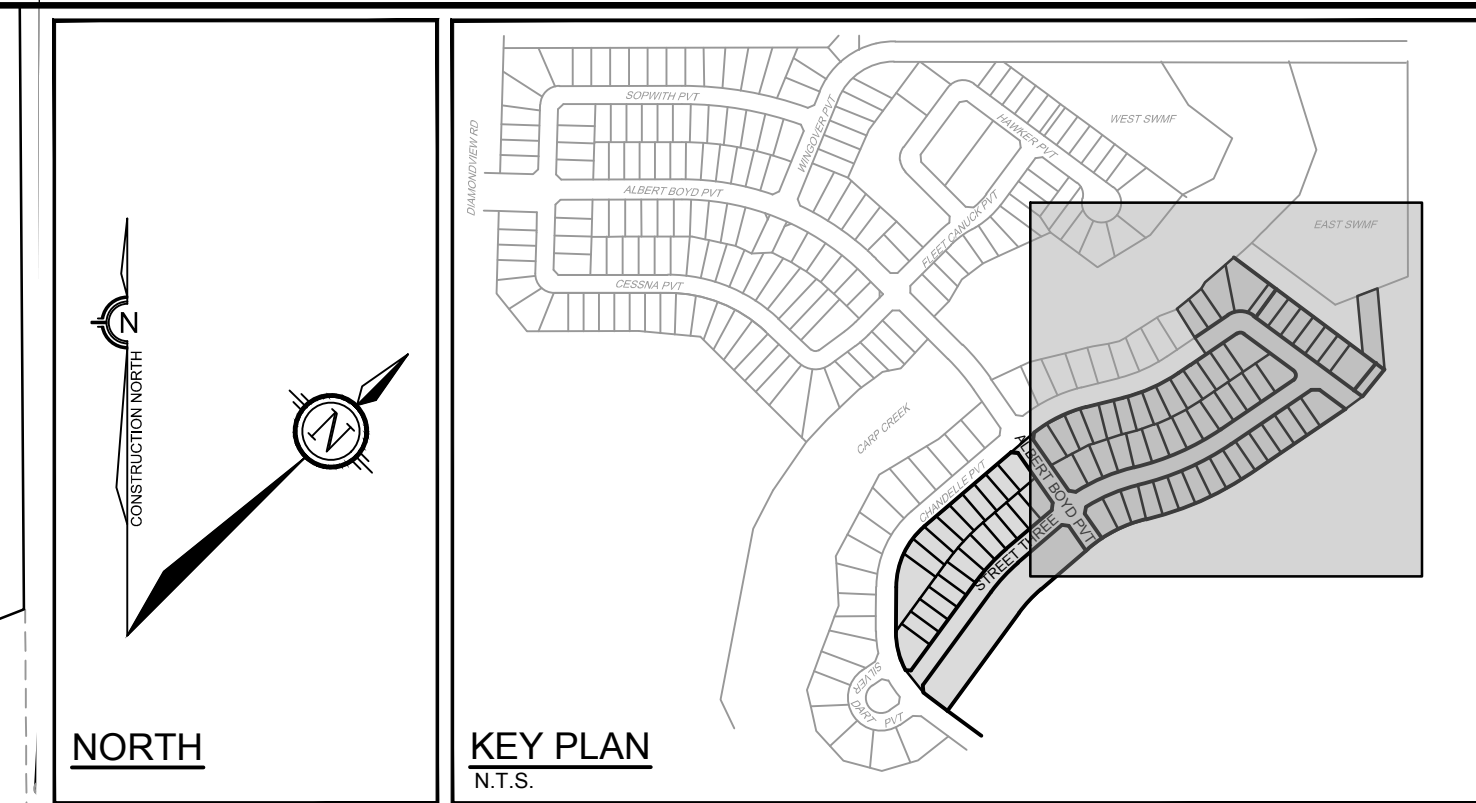 N
CONSTRUCTION NORTH
N
NORTH
SOPWITH PVT
DIAMONDVIEW RD
WINGOVER PVT
HAWKER PVT
WEST SWMF
ALBERT BOYD PVT
FLEET CANUCK PVT
EAST SWMF
CESSNA PVT
CARP CREEK
CHANDELLE PVT
ALBERT BOYD PVT
STREET THREE
SILVER
DART PVT
KEY PLAN
N.T.S.